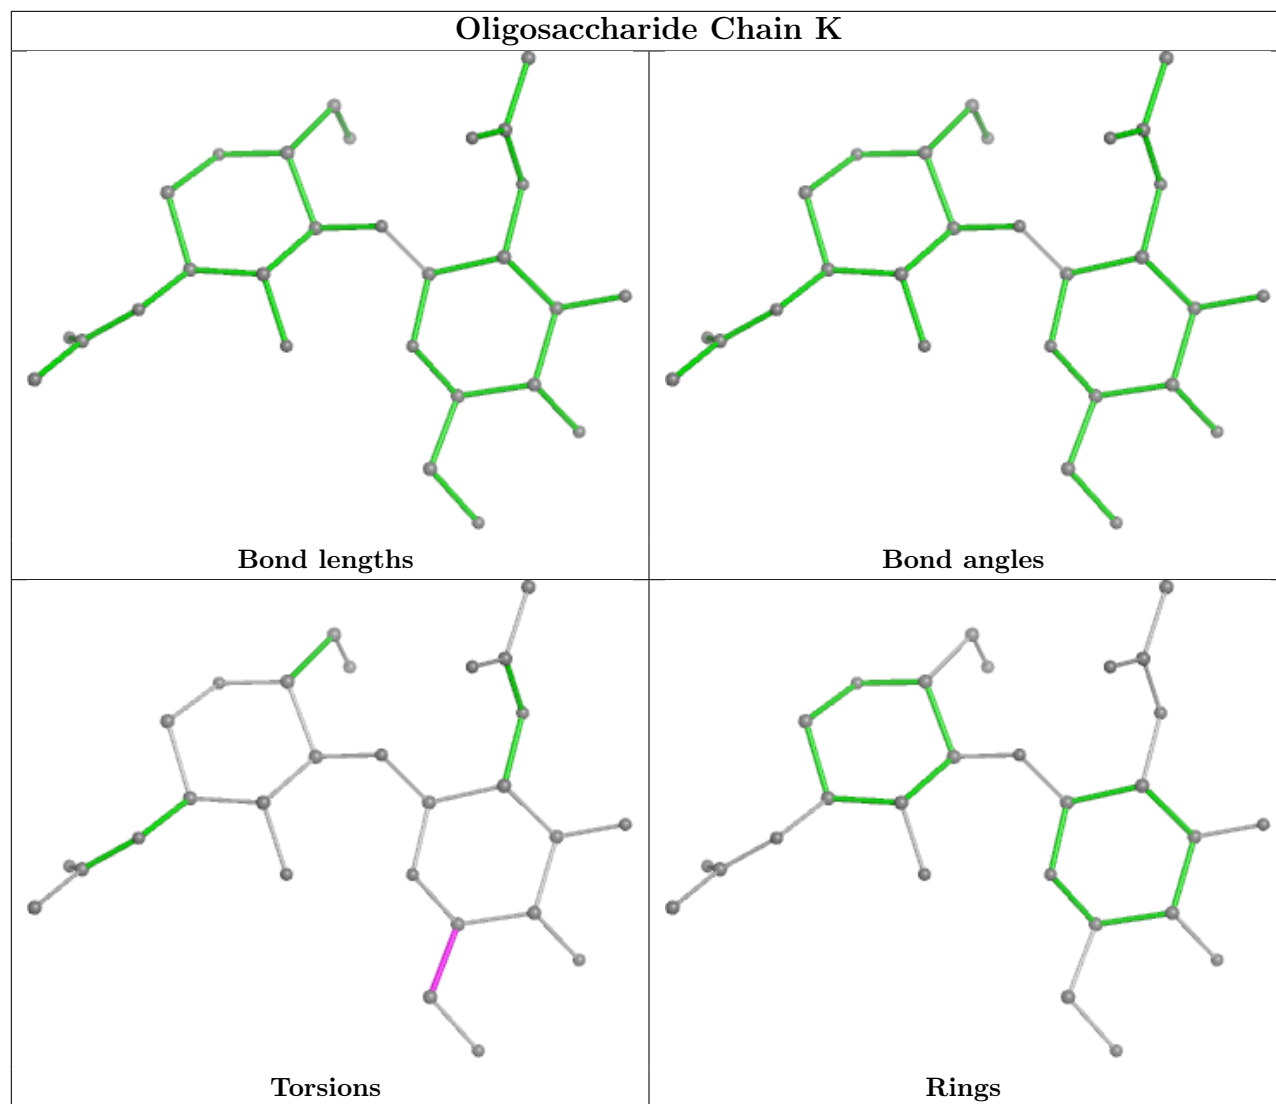 Oligosaccharide Chain K
Bond lengths
Bond angles
Torsions
Rings